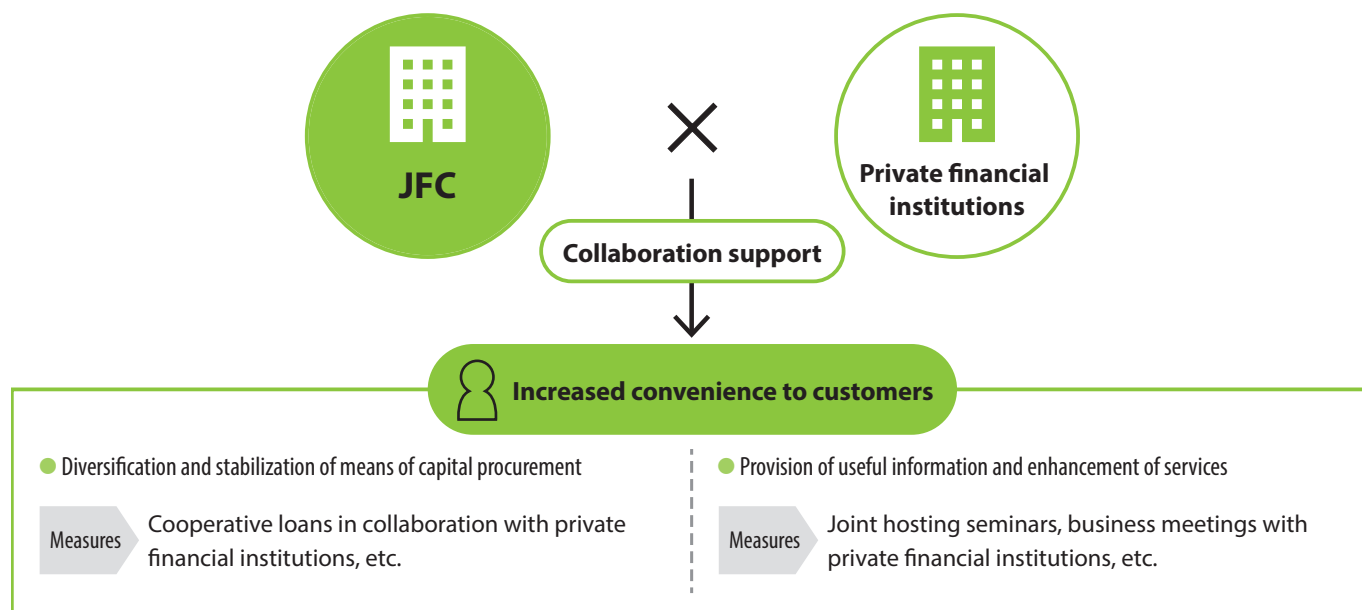 JFC
Private financial
institutions
Collaboration support
Increased convenience to customers
Diversification and stabilization of means of capital procurement
Measures
Cooperative loans in collaboration with private
financial institutions, etc.
Provision of useful information and enhancement of services
Measures
Joint hosting seminars, business meetings with
private financial institutions, etc.